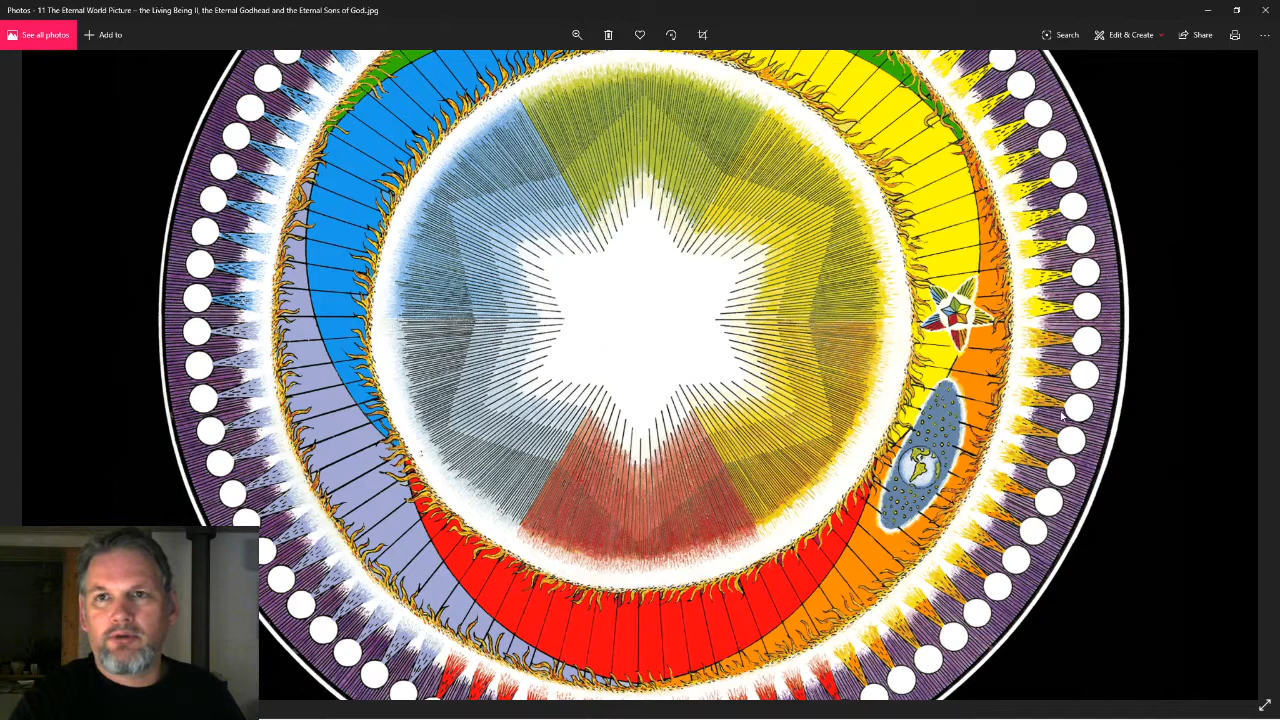 Photos - 11 The Eternal World Picture – the Living Being II, the Eternal Godhead and the Eternal Sons of God..jpg
See all photos
Add to
Search
Edit & Create
Share